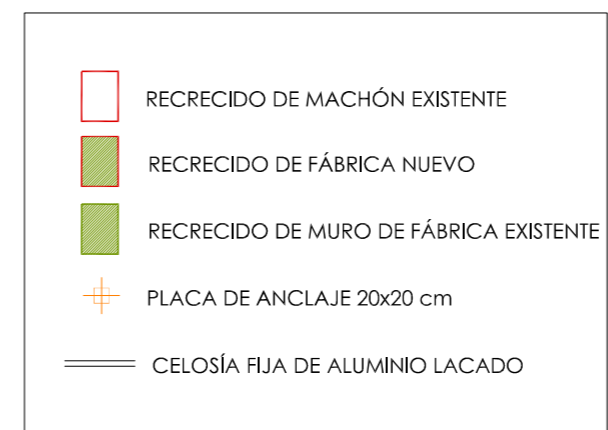 RECRECIDO DE MACHÓN EXISTENTE
RECRECIDO DE FÁBRICA NUEVO
RECRECIDO DE MURO DE FÁBRICA EXISTENTE
PLACA DE ANCLAJE 20x20 cm
CELOSÍA FIJA DE ALUMINIO LACADO